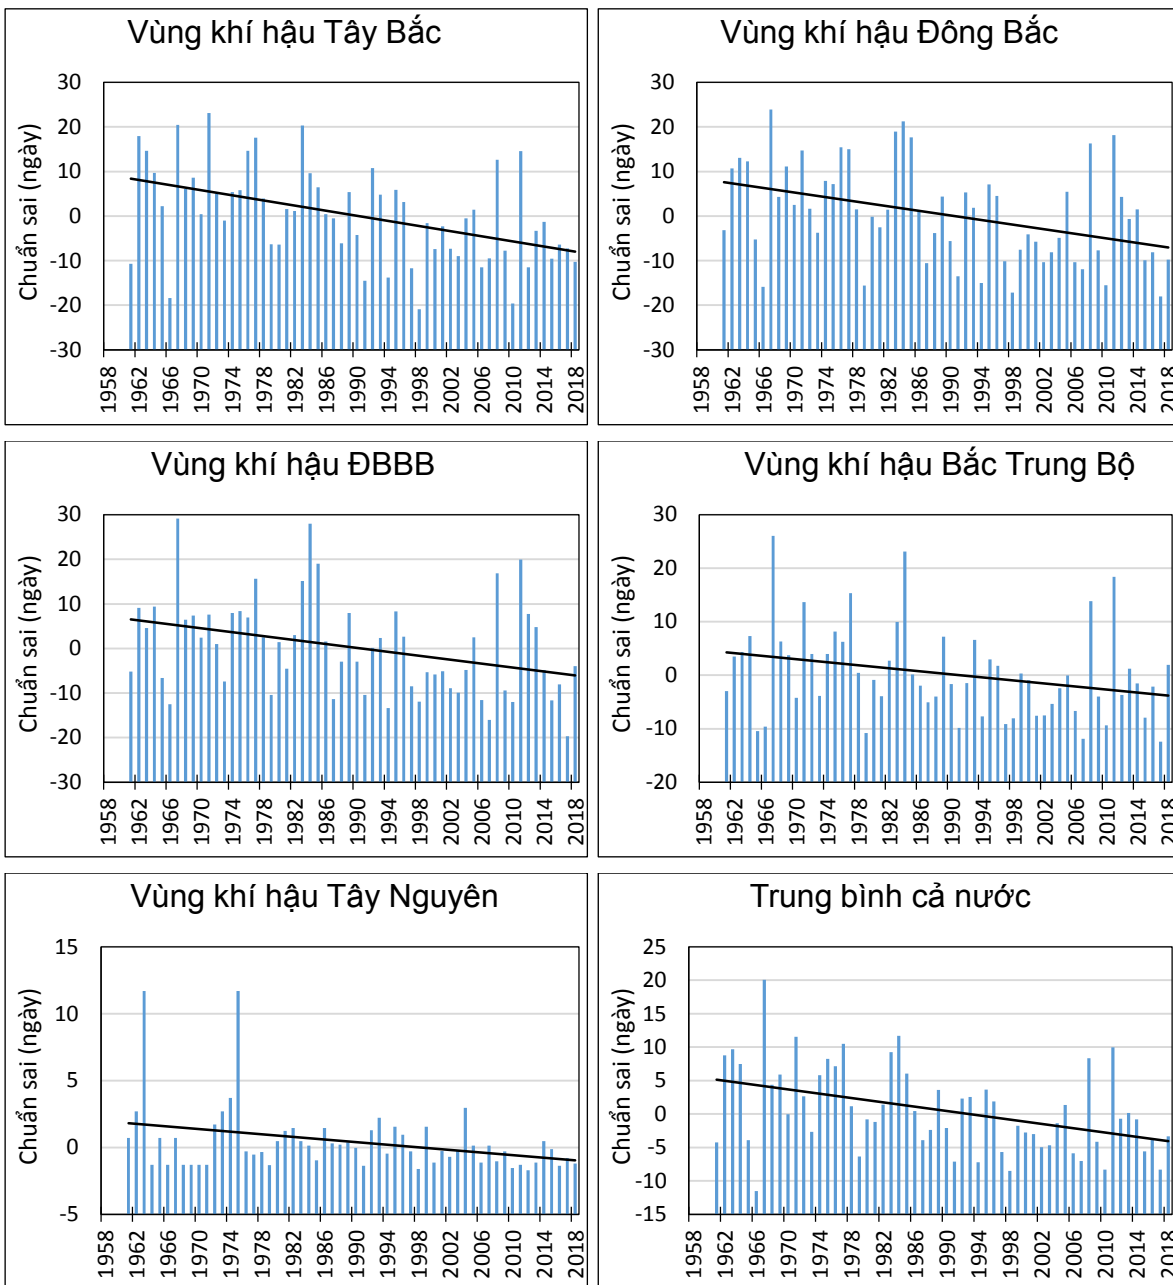 Vùng khí hậu Tây Bắc
Chuẩn sai (ngày)
30
20
10
0
-10
-20
-30
1958 1962 1966 1970 1974 1978 1982 1986 1990 1994 1998 2002 2006 2010 2014 2018
Vùng khí hậu Đông Bắc
Chuẩn sai (ngày)
30
20
10
0
-10
-20
-30
1958 1962 1966 1970 1974 1978 1982 1986 1990 1994 1998 2002 2006 2010 2014 2018
Vùng khí hậu ĐBBB
Chuẩn sai (ngày)
30
20
10
0
-10
-20
-30
1958 1962 1966 1970 1974 1978 1982 1986 1990 1994 1998 2002 2006 2010 2014 2018
Vùng khí hậu Bắc Trung Bộ
Chuẩn sai (ngày)
30
20
10
0
-10
-20
1958 1962 1966 1970 1974 1978 1982 1986 1990 1994 1998 2002 2006 2010 2014 2018
Vùng khí hậu Tây Nguyên
Chuẩn sai (ngày)
15
10
5
0
-5
1958 1962 1966 1970 1974 1978 1982 1986 1990 1994 1998 2002 2006 2010 2014 2018
Trung bình cả nước
Chuẩn sai (ngày)
25
20
15
10
5
0
-5
-10
-15
1958 1962 1966 1970 1974 1978 1982 1986 1990 1994 1998 2002 2006 2010 2014 2018